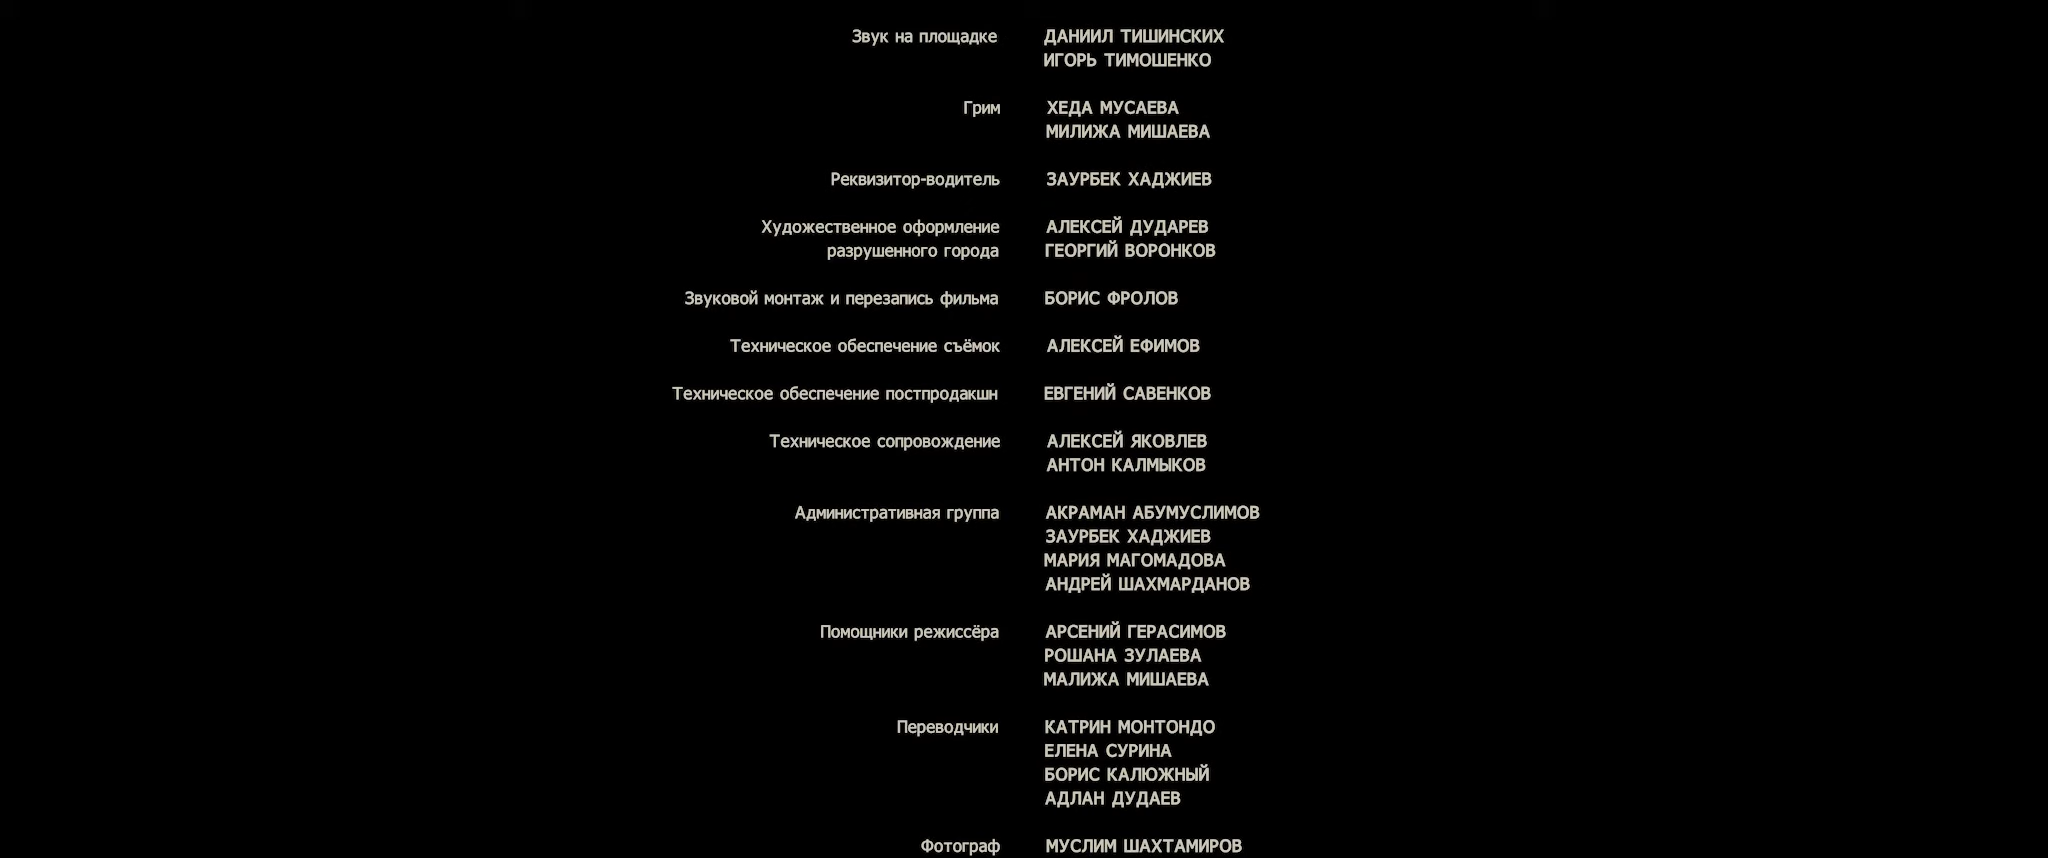 Звук на площадке ДАНИИЛ ТИШИНСКИХ
ИГОРЬ ТИМОШЕНКО
Грим ХЕДА МУСАЕВА
МИЛИЖА МИШАЕВА
Реквизитор-водитель ЗАУРБЕК ХАДЖИЕВ
Художественное оформление АЛЕКСЕЙ ДУДАРЕВ
разрушенного города ГЕОРГИЙ ВОРОНКОВ
Звуковой монтаж и перезапись фильма БОРИС ФРОЛОВ
Техническое обеспечение съёмок АЛЕКСЕЙ ЕФИМОВ
Техническое обеспечение постпродакшн ЕВГЕНИЙ САВЕНКОВ
Техническое сопровождение АЛЕКСЕЙ ЯКОВЛЕВ
АНТОН КАЛМЫКОВ
Административная группа АКРАМАН АБУМУСЛИМОВ
ЗАУРБЕК ХАДЖИЕВ
МАРИЯ МАГОМАДОВА
АНДРЕЙ ШАХМАРДАНОВ
Помощники режиссёра АРСЕНИЙ ГЕРАСИМОВ
РОШАНА ЗУЛАЕВА
МАЛИЖА МИШАЕВА
Переводчики КАТРИН МОНТОНДО
ЕЛЕНА СУРИНА
БОРИС КАЛЮЖНЫЙ
АДЛАН ДУДАЕВ
Фотограф МУСЛИМ ШАХТАМИРОВ